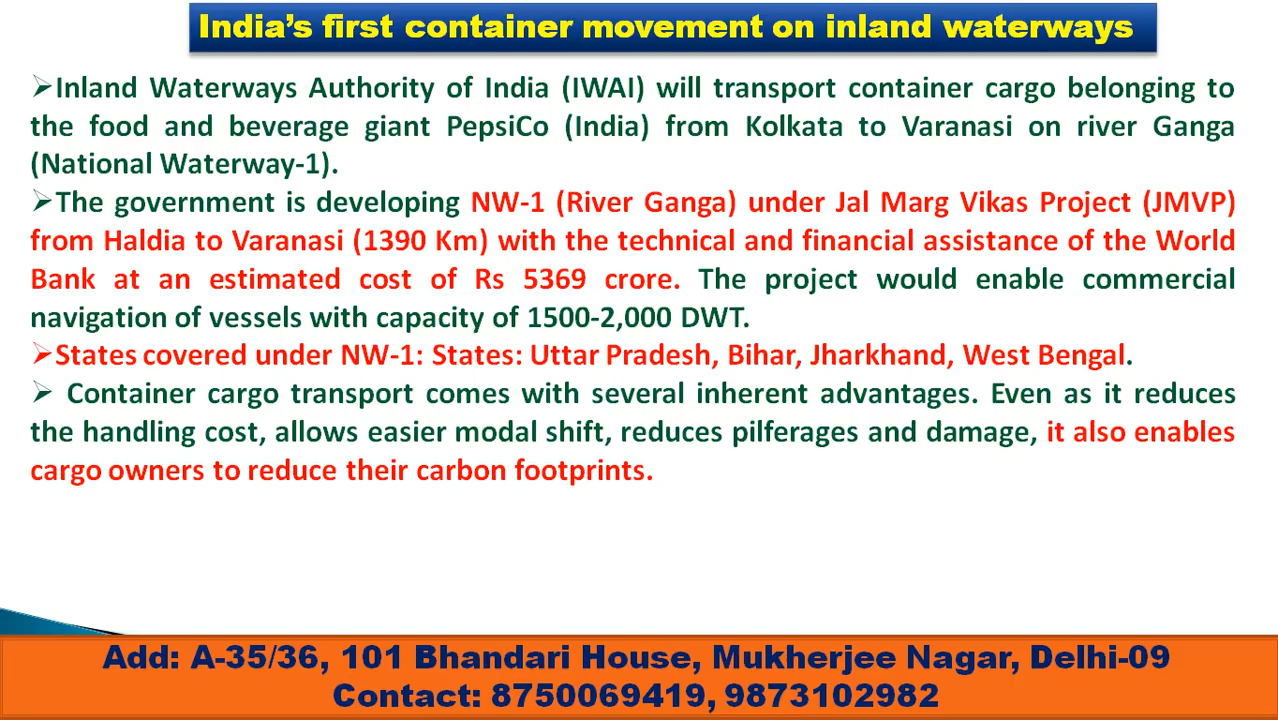 India's first container movement on inland waterways
➢Inland Waterways Authority of India (IWAI) will transport container cargo belonging to
the food and beverage giant PepsiCo (India) from Kolkata to Varanasi on river Ganga
(National Waterway-1).
➢The government is developing NW-1 (River Ganga) under Jal Marg Vikas Project (JMVP)
from Haldia to Varanasi (1390 Km) with the technical and financial assistance of the World
Bank at an estimated cost of Rs 5369 crore. The project would enable commercial
navigation of vessels with capacity of 1500-2,000 DWT.
➢States covered under NW-1: States: Uttar Pradesh, Bihar, Jharkhand, West Bengal.
➢ Container cargo transport comes with several inherent advantages. Even as it reduces
the handling cost, allows easier modal shift, reduces pilferages and damage, it also enables
cargo owners to reduce their carbon footprints.
Add: A-35/36, 101 Bhandari House, Mukherjee Nagar, Delhi-09
Contact: 8750069419, 9873102982